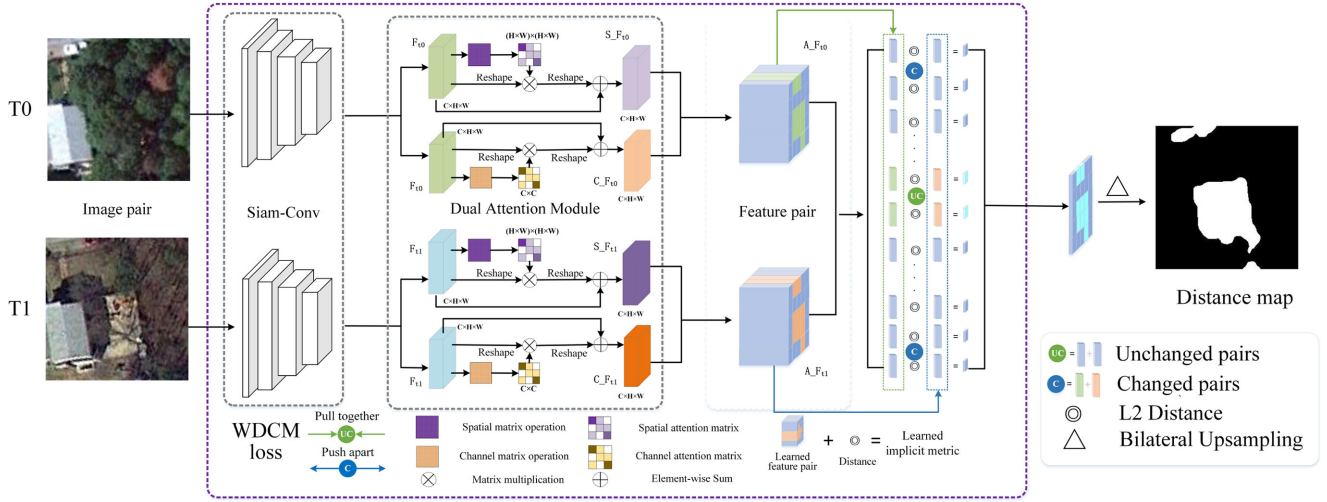 T0
Image pair
T1
Siam-Conv
F_t0
(H×W)×(H×W)
S_F_t0
Reshape
Reshape
C×H×W
C×H×W
C×H×W
Reshape
Reshape
F_t0
C×C
C_F_t0
C×H×W
C×H×W
Dual Attention Module
F_t1
(H×W)×(H×W)
S_F_t1
Reshape
Reshape
C×H×W
C×H×W
C×H×W
Reshape
Reshape
F_t1
C×C
C_F_t1
C×H×W
C×H×W
A_F_t0
Feature pair
A_F_t1
C
UC
C
=
=
=
=
=
=
=
=
=
Distance map
WDCM
loss
Pull together
UC
Push apart
C
Spatial matrix operation
Channel matrix operation
Matrix multiplication
Spatial attention matrix
Channel attention matrix
Element-wise Sum
Learned
feature pair
+
Distance
=
Learned
implicit metric
UC = + Unchanged pairs
C = + Changed pairs
L2 Distance
Bilateral Upsampling